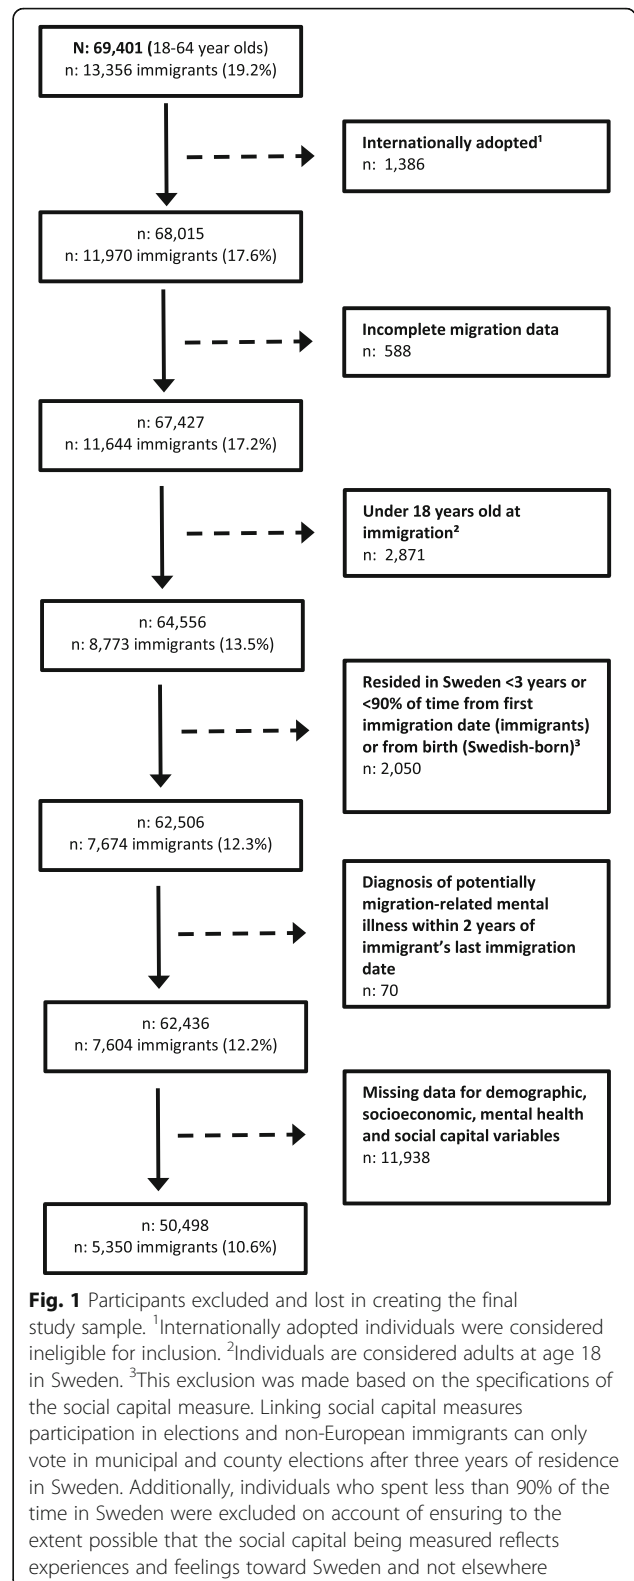 N: 69,401 (18-64 year olds)
n: 13,356 immigrants (19.2%)
Internationally adopted¹
n: 1,386
n: 68,015
n: 11,970 immigrants (17.6%)
Incomplete migration data
n: 588
n: 67,427
n: 11,644 immigrants (17.2%)
Under 18 years old at
immigration²
n: 2,871
n: 64,556
n: 8,773 immigrants (13.5%)
Resided in Sweden <3 years or
<90% of time from first
immigration date (immigrants)
or from birth (Swedish-born)³
n: 2,050
n: 62,506
n: 7,674 immigrants (12.3%)
Diagnosis of potentially
migration-related mental
illness within 2 years of
immigrant's last immigration
date
n: 70
n: 62,436
n: 7,604 immigrants (12.2%)
Missing data for demographic,
socioeconomic, mental health
and social capital variables
n: 11,938
n: 50,498
n: 5,350 immigrants (10.6%)
Fig. 1 Participants excluded and lost in creating the final
study sample. ¹Internationally adopted individuals were considered
ineligible for inclusion. ²Individuals are considered adults at age 18
in Sweden. ³This exclusion was made based on the specifications of
the social capital measure. Linking social capital measures
participation in elections and non-European immigrants can only
vote in municipal and county elections after three years of residence
in Sweden. Additionally, individuals who spent less than 90% of the
time in Sweden were excluded on account of ensuring to the
extent possible that the social capital being measured reflects
experiences and feelings toward Sweden and not elsewhere